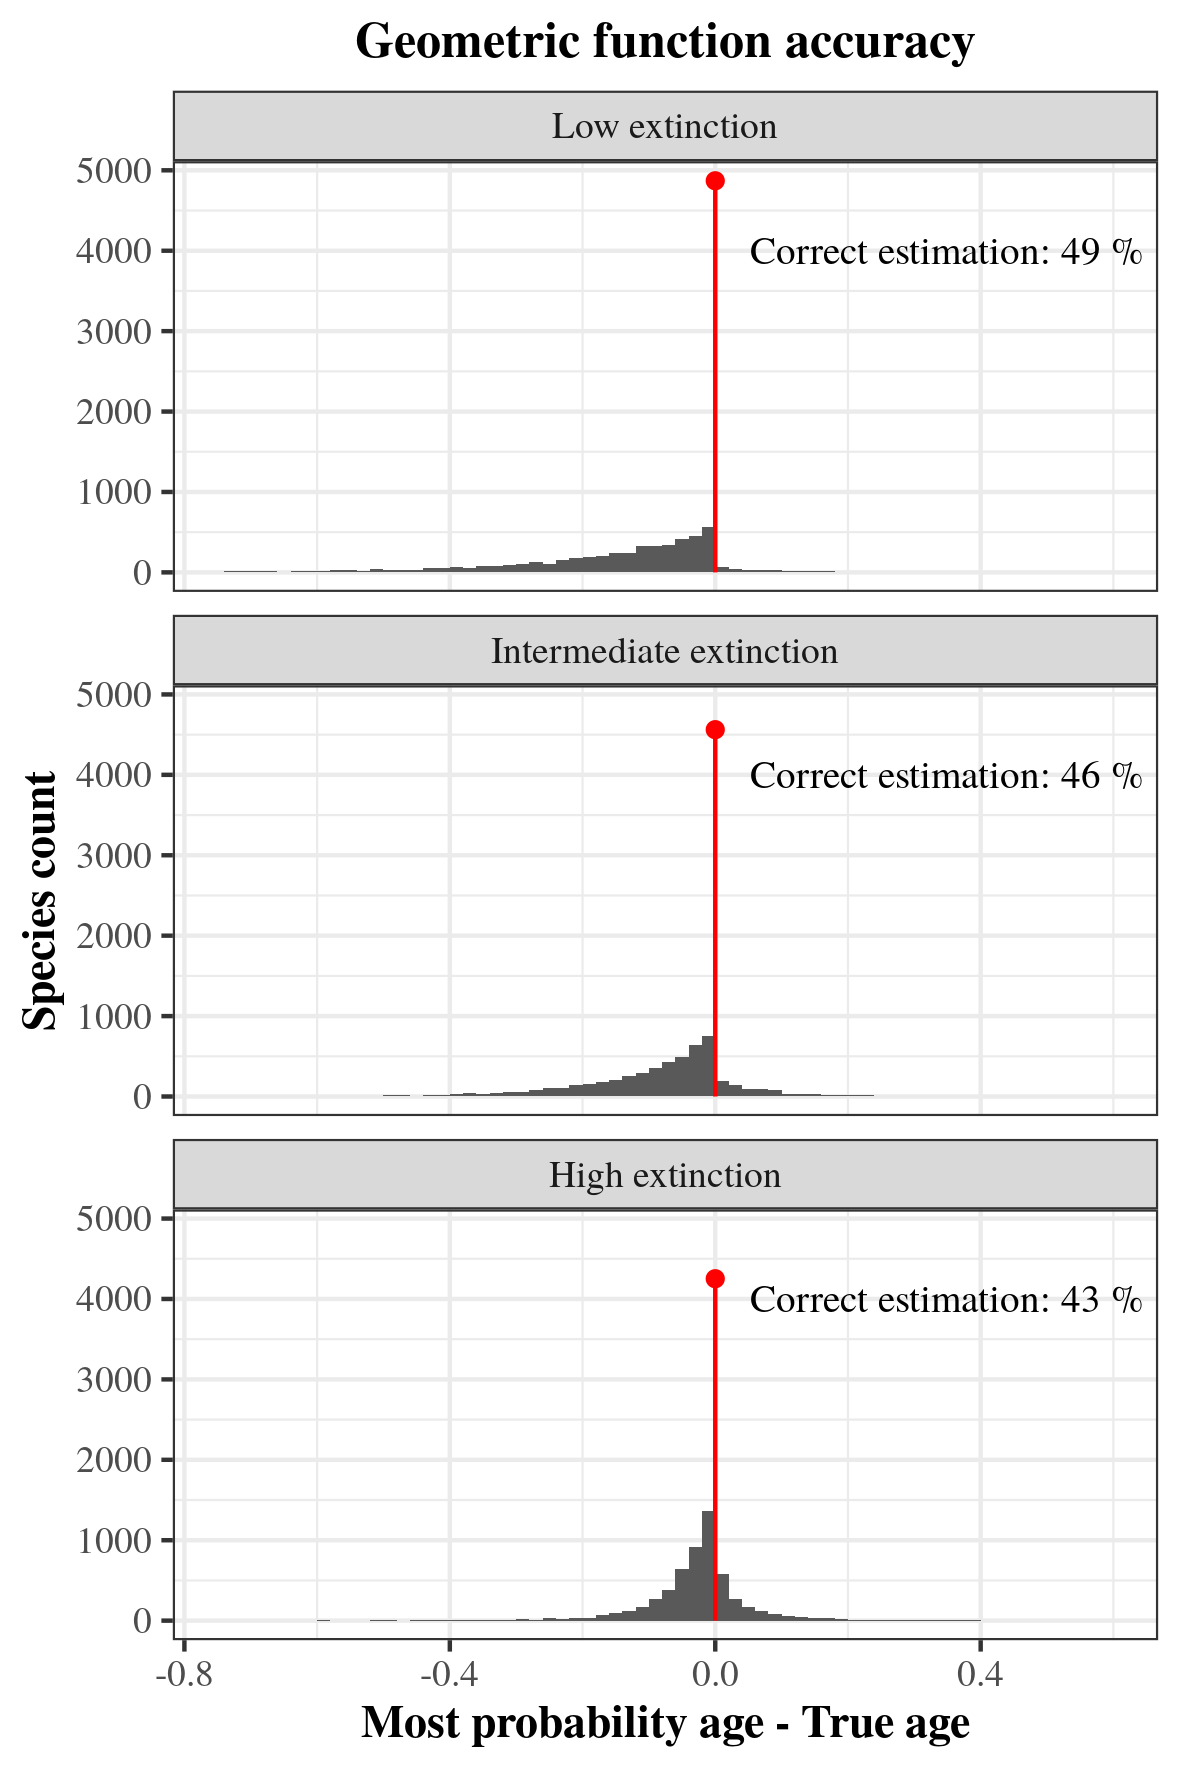 Geometric function accuracy
Low extinction
5000
4000
3000
2000
1000
0
Correct estimation: 49 %
Intermediate extinction
5000
4000
3000
2000
1000
0
Correct estimation: 46 %
High extinction
5000
4000
3000
2000
1000
0
Correct estimation: 43 %
Species count
-0.8 -0.4 0.0 0.4
Most probability age - True age